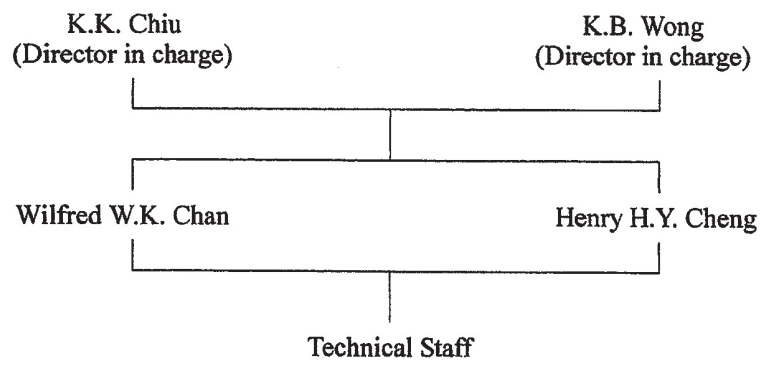 K.K. Chiu
(Director in charge)
K.B. Wong
(Director in charge)
Wilfred W.K. Chan
Henry H.Y. Cheng
Technical Staff